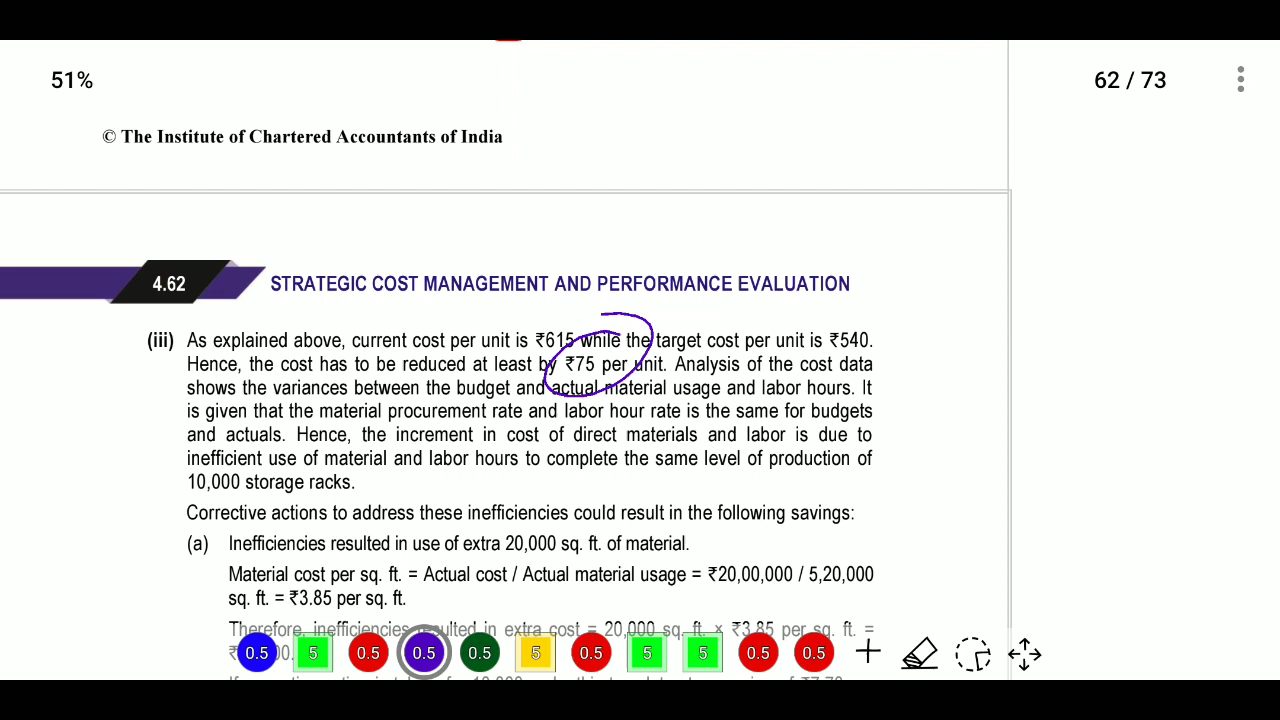 51%
62 / 73
© The Institute of Chartered Accountants of India
4.62
STRATEGIC COST MANAGEMENT AND PERFORMANCE EVALUATION
(iii) As explained above, current cost per unit is ₹615 while the target cost per unit is ₹540.
Hence, the cost has to be reduced at least by ₹75 per unit. Analysis of the cost data
shows the variances between the budget and actual material usage and labor hours. It
is given that the material procurement rate and labor hour rate is the same for budgets
and actuals. Hence, the increment in cost of direct materials and labor is due to
inefficient use of material and labor hours to complete the same level of production of
10,000 storage racks.
Corrective actions to address these inefficiencies could result in the following savings:
(a) Inefficiencies resulted in use of extra 20,000 sq. ft. of material.
Material cost per sq. ft. = Actual cost / Actual material usage = ₹20,00,000 / 5,20,000
sq. ft. = ₹3.85 per sq. ft.
Therefore, inefficiencies resulted in extra cost = 20,000 sq. ft. × ₹3.85 per sq. ft. =
0.5 5 0.5 0.5 0.5 5 0.5 5 5 0.5 0.5